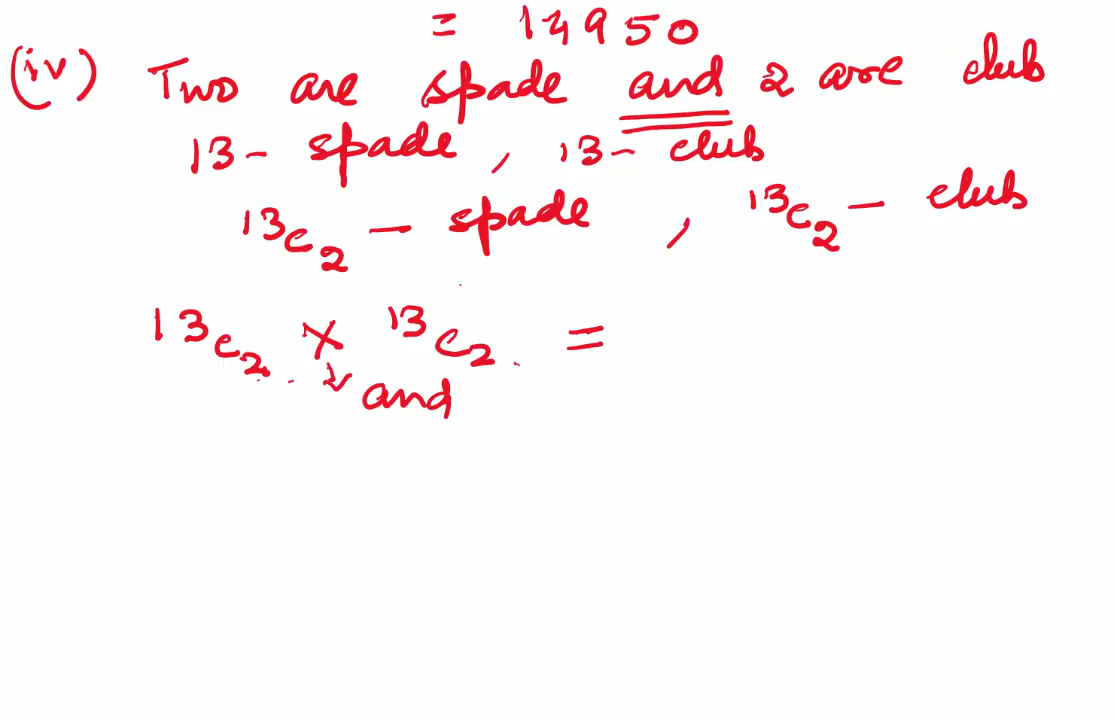 = 14950
(iv) Two are spade and 2 are club
13 - spade , 13 - club
¹³C₂ - spade , ¹³C₂ - club
¹³C₂ × ¹³C₂ =
and